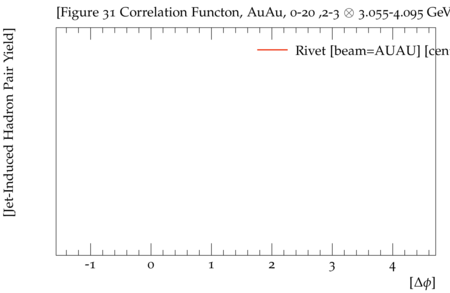 [Figure 31 Correlation Functon, AuAu, 0-20 ,2-3 ⊗ 3.055-4.095 GeV
[Jet-Induced Hadron Pair Yield]
Rivet [beam=AUAU] [cen
-1 0 1 2 3 4
[Δϕ]